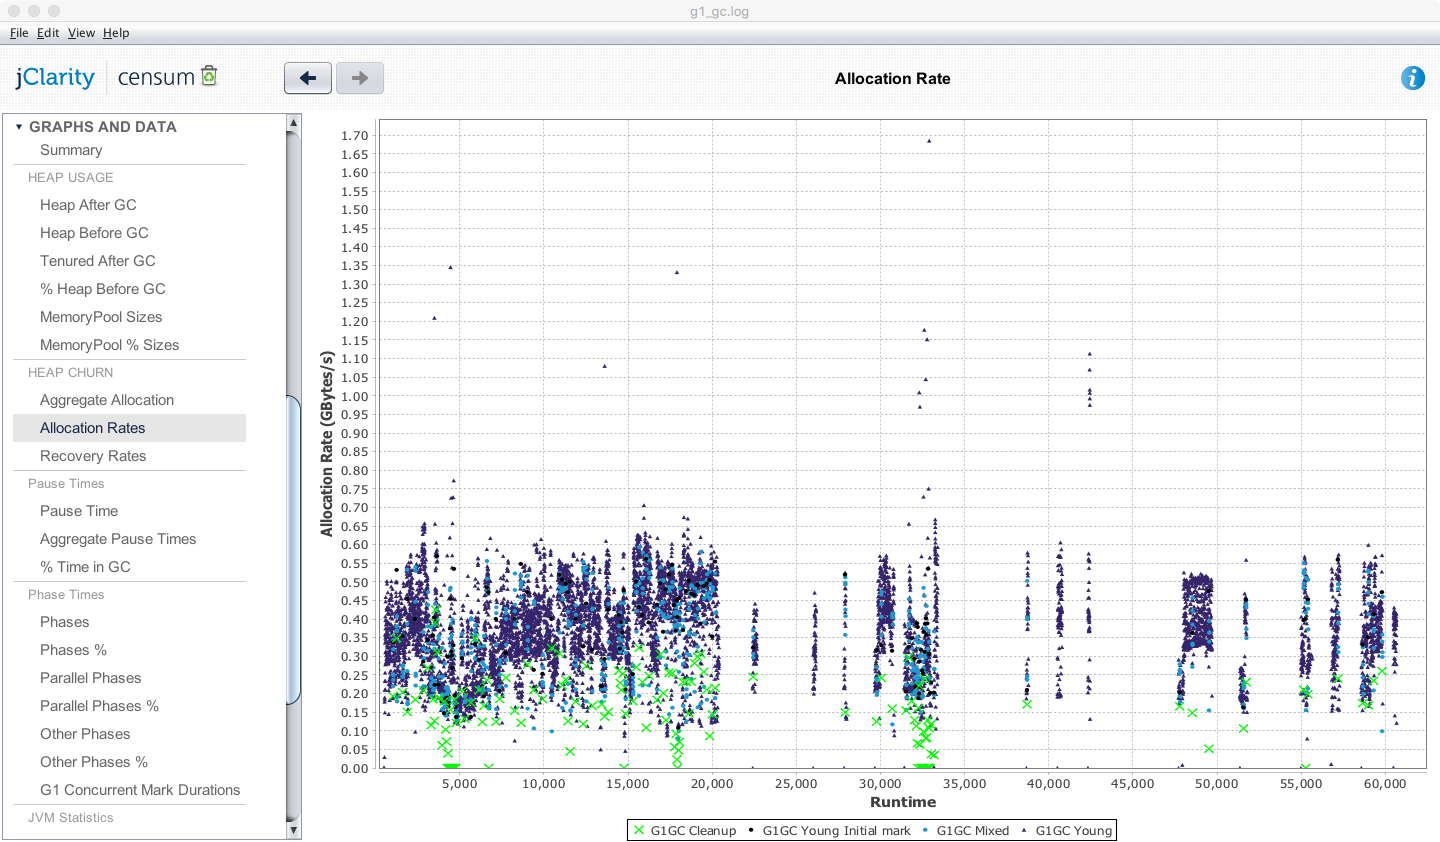 g1_gc.log
File Edit View Help
jClarity censum
Allocation Rate
i
GRAPHS AND DATA
Summary
HEAP USAGE
Heap After GC
Heap Before GC
Tenured After GC
% Heap Before GC
MemoryPool Sizes
MemoryPool % Sizes
HEAP CHURN
Aggregate Allocation
Allocation Rates
Recovery Rates
Pause Times
Pause Time
Aggregate Pause Times
% Time in GC
Phase Times
Phases
Phases %
Parallel Phases
Parallel Phases %
Other Phases
Other Phases %
G1 Concurrent Mark Durations
JVM Statistics
Allocation Rate (GBytes/s)
1.70
1.65
1.60
1.55
1.50
1.45
1.40
1.35
1.30
1.25
1.20
1.15
1.10
1.05
1.00
0.95
0.90
0.85
0.80
0.75
0.70
0.65
0.60
0.55
0.50
0.45
0.40
0.35
0.30
0.25
0.20
0.15
0.10
0.05
0.00
5,000 10,000 15,000 20,000 25,000 30,000 35,000 40,000 45,000 50,000 55,000 60,000
Runtime
G1GC Cleanup G1GC Young Initial mark G1GC Mixed G1GC Young